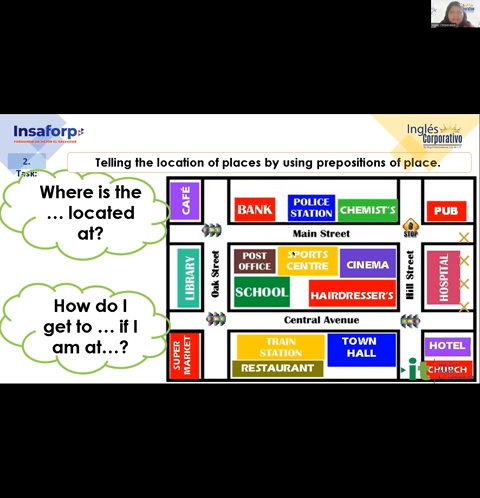 Insaforp
Inglés
Corporativo
2.
Task:
Telling the location of places by using prepositions of place.
Where is the
... located
at?
How do I
get to ... if I
am at...?
CAFÉ
BANK
POLICE
STATION
CHEMIST'S
PUB
Main Street
STOP
LIBRARY
Oak Street
POST
OFFICE
SPORTS
CENTRE
CINEMA
Hill Street
HOSPITAL
SCHOOL
HAIRDRESSER'S
Central Avenue
SUPER
MARKET
TRAIN
STATION
TOWN
HALL
HOTEL
RESTAURANT
it
CHURCH